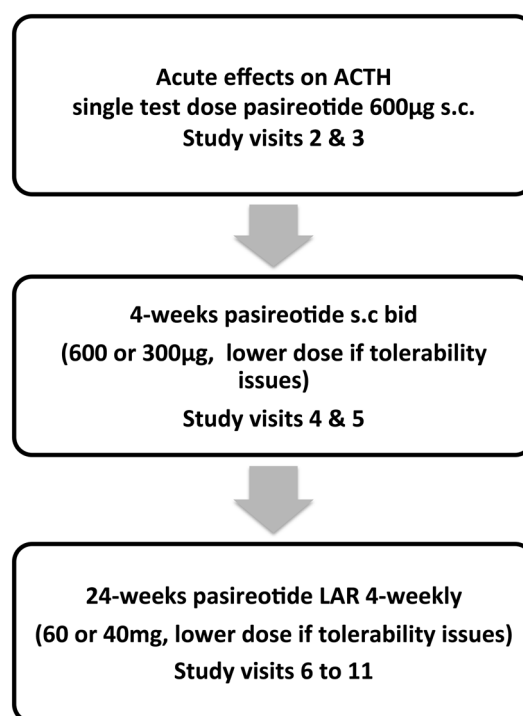 Acute effects on ACTH
single test dose pasireotide 600µg s.c.
Study visits 2 & 3
4-weeks pasireotide s.c bid
(600 or 300µg, lower dose if tolerability
issues)
Study visits 4 & 5
24-weeks pasireotide LAR 4-weekly
(60 or 40mg, lower dose if tolerability issues)
Study visits 6 to 11